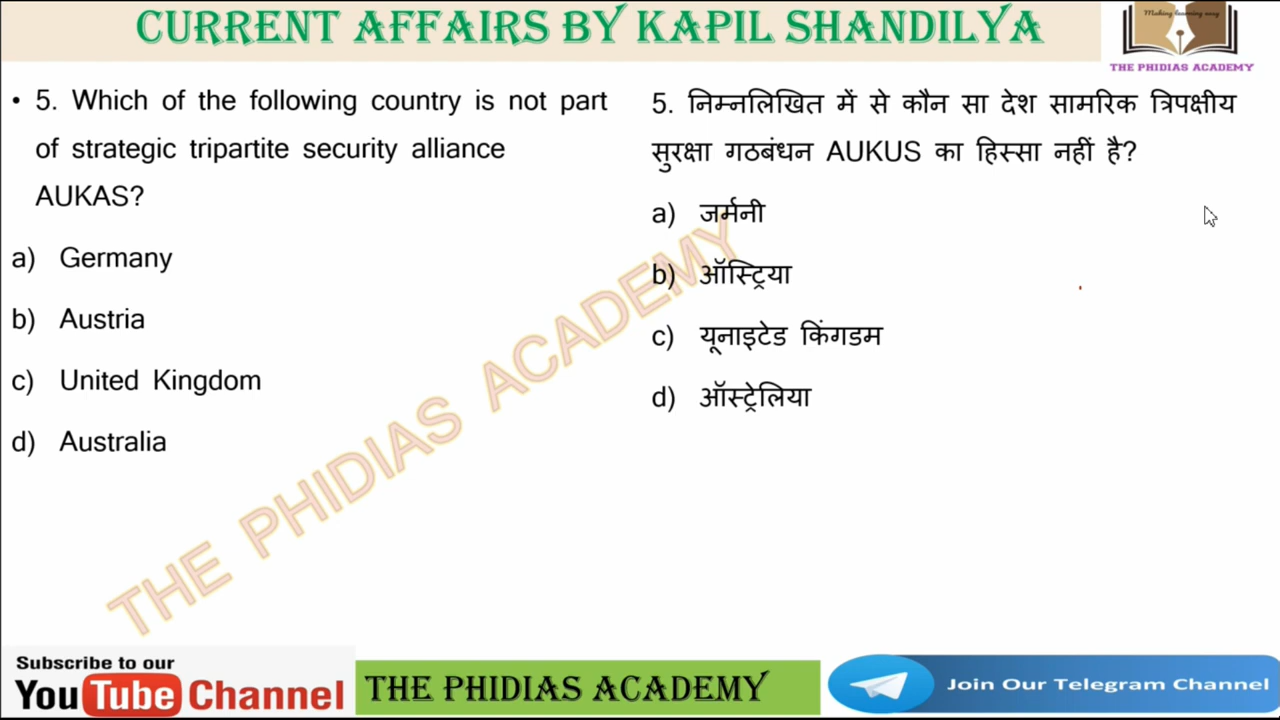 CURRENT AFFAIRS BY KAPIL SHANDILYA
Making learning easy
THE PHIDIAS ACADEMY
• 5. Which of the following country is not part
of strategic tripartite security alliance
AUKAS?
a) Germany
b) Austria
c) United Kingdom
d) Australia
5. निम्नलिखित में से कौन सा देश सामरिक त्रिपक्षीय
सुरक्षा गठबंधन AUKUS का हिस्सा नहीं है?
a) जर्मनी
b) ऑस्ट्रिया
c) यूनाइटेड किंगडम
d) ऑस्ट्रेलिया
THE PHIDIAS ACADEMY
Subscribe to our
YouTube Channel
THE PHIDIAS ACADEMY
Join Our Telegram Channel